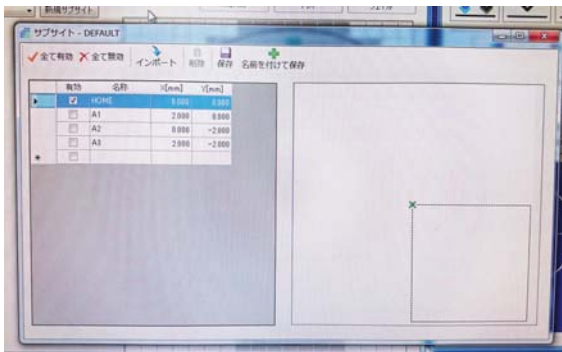 新規サブサイト
サブサイト - DEFAULT
全て有効 全て無効 インポート 削除 保存 名前を付けて保存
有効 名称 X[mm] Y[mm]
HOME 0.000 0.000
A1 2.000 0.000
A2 0.000 -2.000
A3 2.000 -2.000